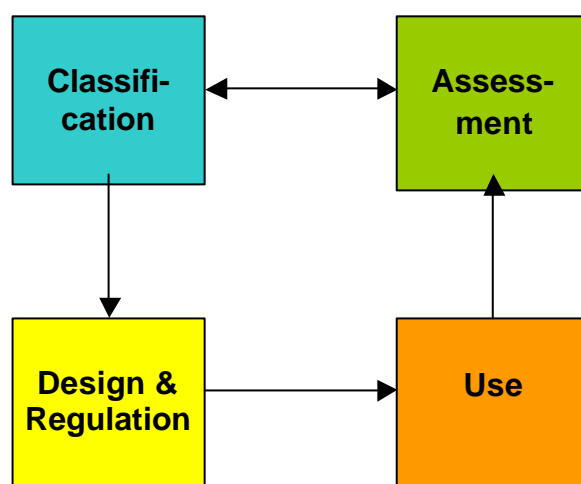 Classifi-
cation
Assess-
ment
Design &
Regulation
Use